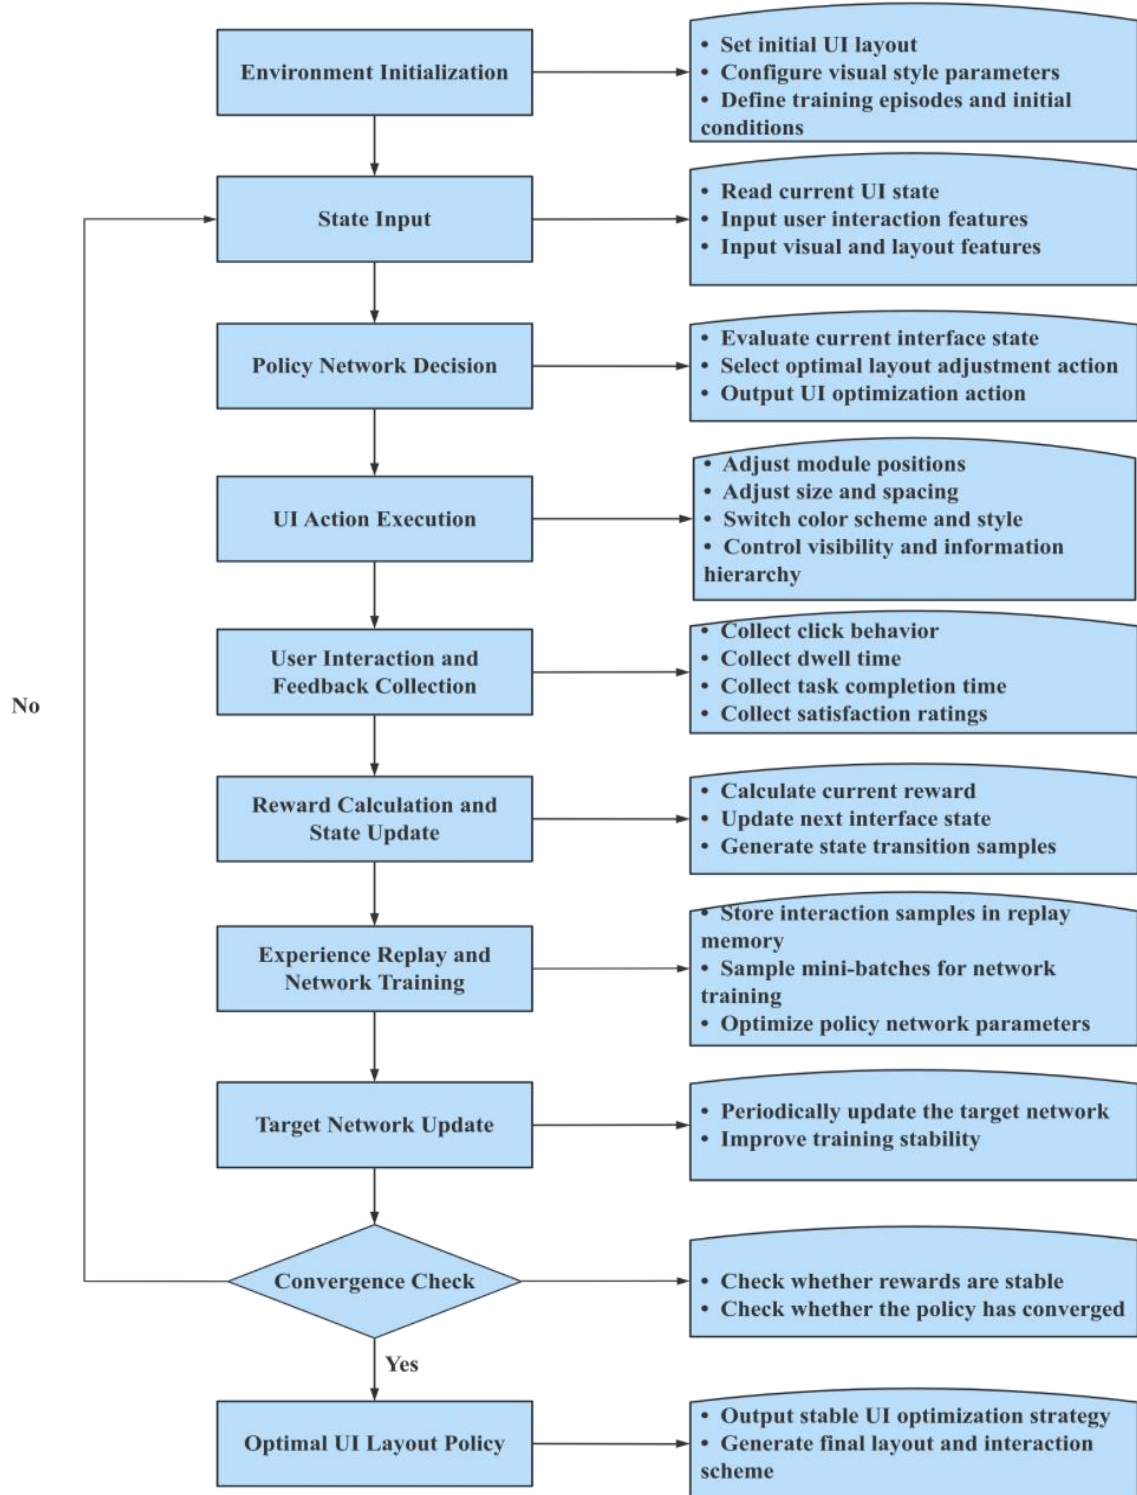 Environment Initialization
• Set initial UI layout
• Configure visual style parameters
• Define training episodes and initial
conditions
State Input
• Read current UI state
• Input user interaction features
• Input visual and layout features
Policy Network Decision
• Evaluate current interface state
• Select optimal layout adjustment action
• Output UI optimization action
UI Action Execution
• Adjust module positions
• Adjust size and spacing
• Switch color scheme and style
• Control visibility and information
hierarchy
User Interaction and
Feedback Collection
• Collect click behavior
• Collect dwell time
• Collect task completion time
• Collect satisfaction ratings
No
Reward Calculation and
State Update
• Calculate current reward
• Update next interface state
• Generate state transition samples
Experience Replay and
Network Training
• Store interaction samples in replay
memory
• Sample mini-batches for network
training
• Optimize policy network parameters
Target Network Update
• Periodically update the target network
• Improve training stability
Convergence Check
• Check whether rewards are stable
• Check whether the policy has converged
Yes
Optimal UI Layout Policy
• Output stable UI optimization strategy
• Generate final layout and interaction
scheme